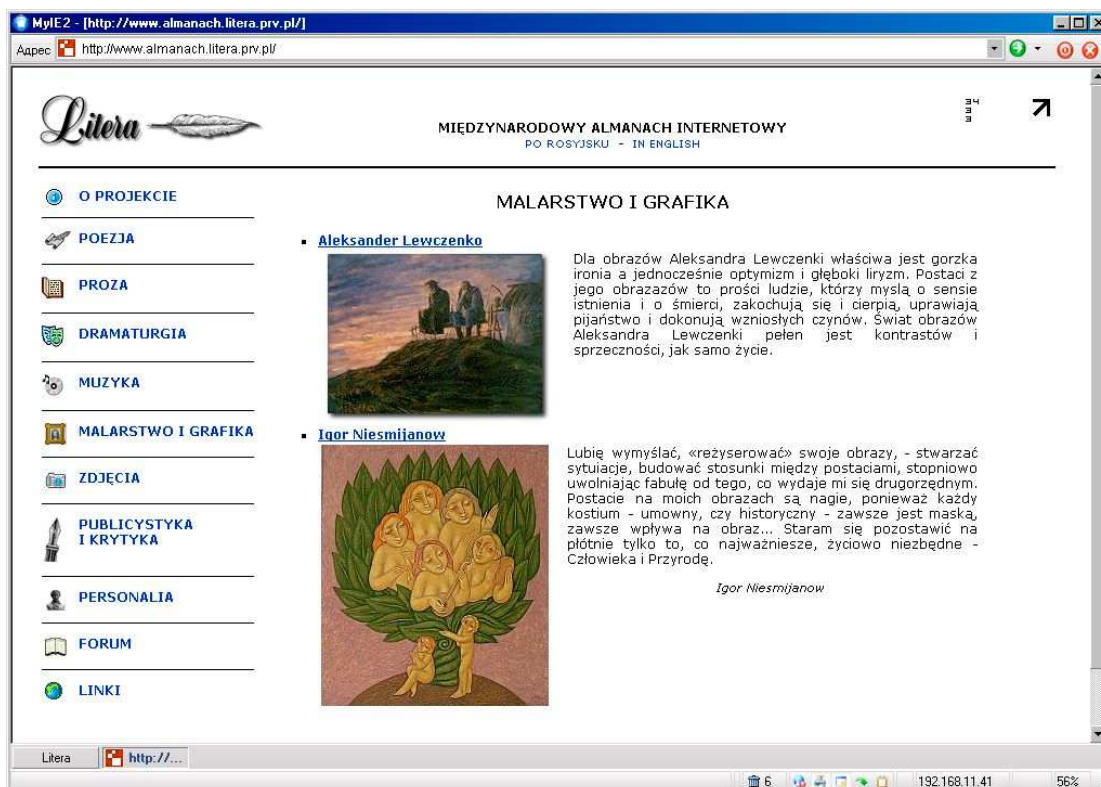 MyIE2 - [http://www.almanach.litera.prv.pl/]
Адрес http://www.almanach.litera.prv.pl/
Litera
MIĘDZYNARODOWY ALMANACH INTERNETOWY
PO ROSYJSKU - IN ENGLISH
O PROJEKCIE
POEZJA
PROZA
DRAMATURGIA
MUZYKA
MALARSTWO I GRAFIKA
ZDJĘCIA
PUBLICYSTYKA
I KRYTYKA
PERSONALIA
FORUM
LINKI
MALARSTWO I GRAFIKA
Aleksander Lewczenko
Dla obrazów Aleksandra Lewczenki właściwa jest gorzka
ironia a jednocześnie optymizm i głęboki liryzm. Postaci z
jego obrazazów to prości ludzie, którzy myslą o sensie
istnienia i o śmierci, zakochują się i cierpią, uprawiają
pijaństwo i dokonują wzniosłych czynów. Świat obrazów
Aleksandra Lewczenki pełen jest kontrastów i
sprzeczności, jak samo życie.
Igor Niesmijanow
Lubię wymyślać, «reżyserować» swoje obrazy, - stwarzać
sytuiacje, budować stosunki między postaciami, stopniowo
uwolniając fabułę od tego, co wydaje mi się drugorzędnym.
Postacie na moich obrazach są nagie, ponieważ każdy
kostium - umowny, czy historyczny - zawsze jest maską,
zawsze wpływa na obraz... Staram się pozostawić na
płótnie tylko to, co najważniesze, życiowo niezbędne -
Człowieka i Przyrodę.
Igor Niesmijanow
Litera
http://...
6
192.168.11.41
56%